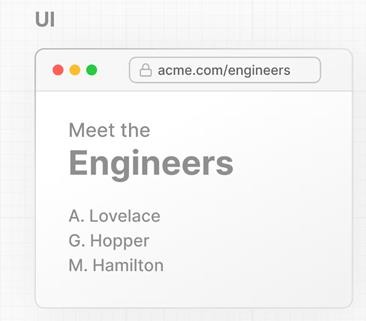 UI
acme.com/engineers
Meet the
Engineers
A. Lovelace
G. Hopper
M. Hamilton